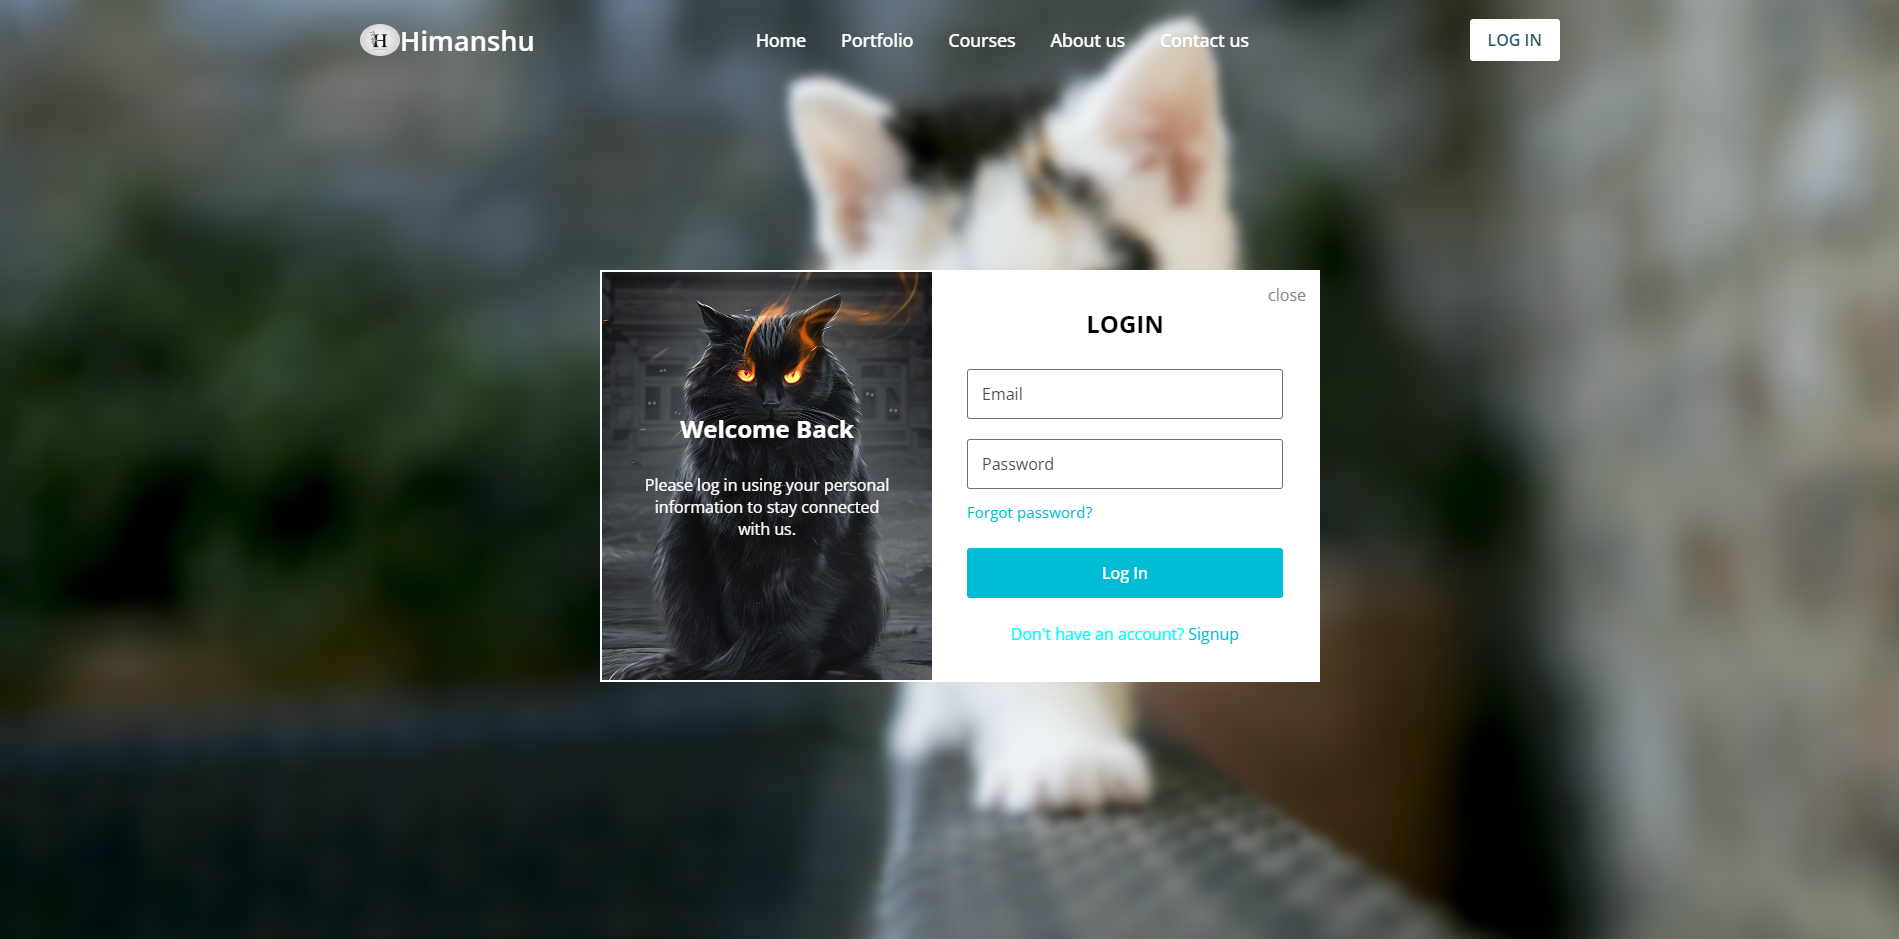 H
Himanshu
Home
Portfolio
Courses
About us
Contact us
LOG IN
Welcome Back
Please log in using your personal
information to stay connected
with us.
close
LOGIN
Email
Password
Forgot password?
Log In
Don't have an account? Signup